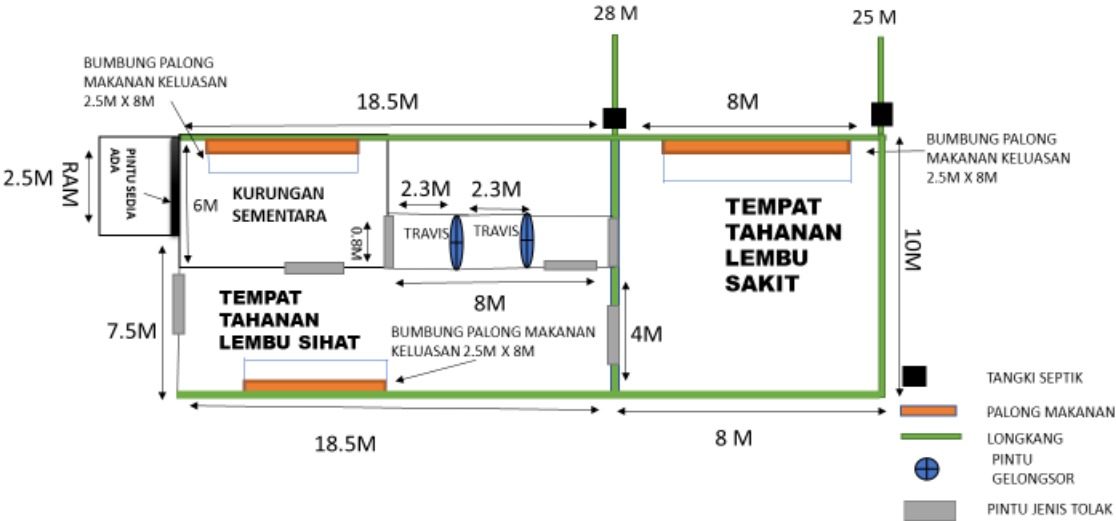 28 M
25 M
BUMBUNG PALONG
MAKANAN KELUASAN
2.5M X 8M
18.5M
8M
BUMBUNG PALONG
MAKANAN KELUASAN
2.5M X 8M
2.5M
RAM
PINTU SEDIA
ADA
6M
KURUNGAN
SEMENTARA
2.3M
2.3M
0.8M
TRAVIS
TRAVIS
TEMPAT
TAHANAN
LEMBU
SAKIT
10M
8M
TEMPAT
TAHANAN
LEMBU SIHAT
7.5M
BUMBUNG PALONG MAKANAN
KELUASAN 2.5M X 8M
4M
18.5M
8 M
TANGKI SEPTIK
PALONG MAKANAN
LONGKANG
PINTU
GELONGSOR
PINTU JENIS TOLAK